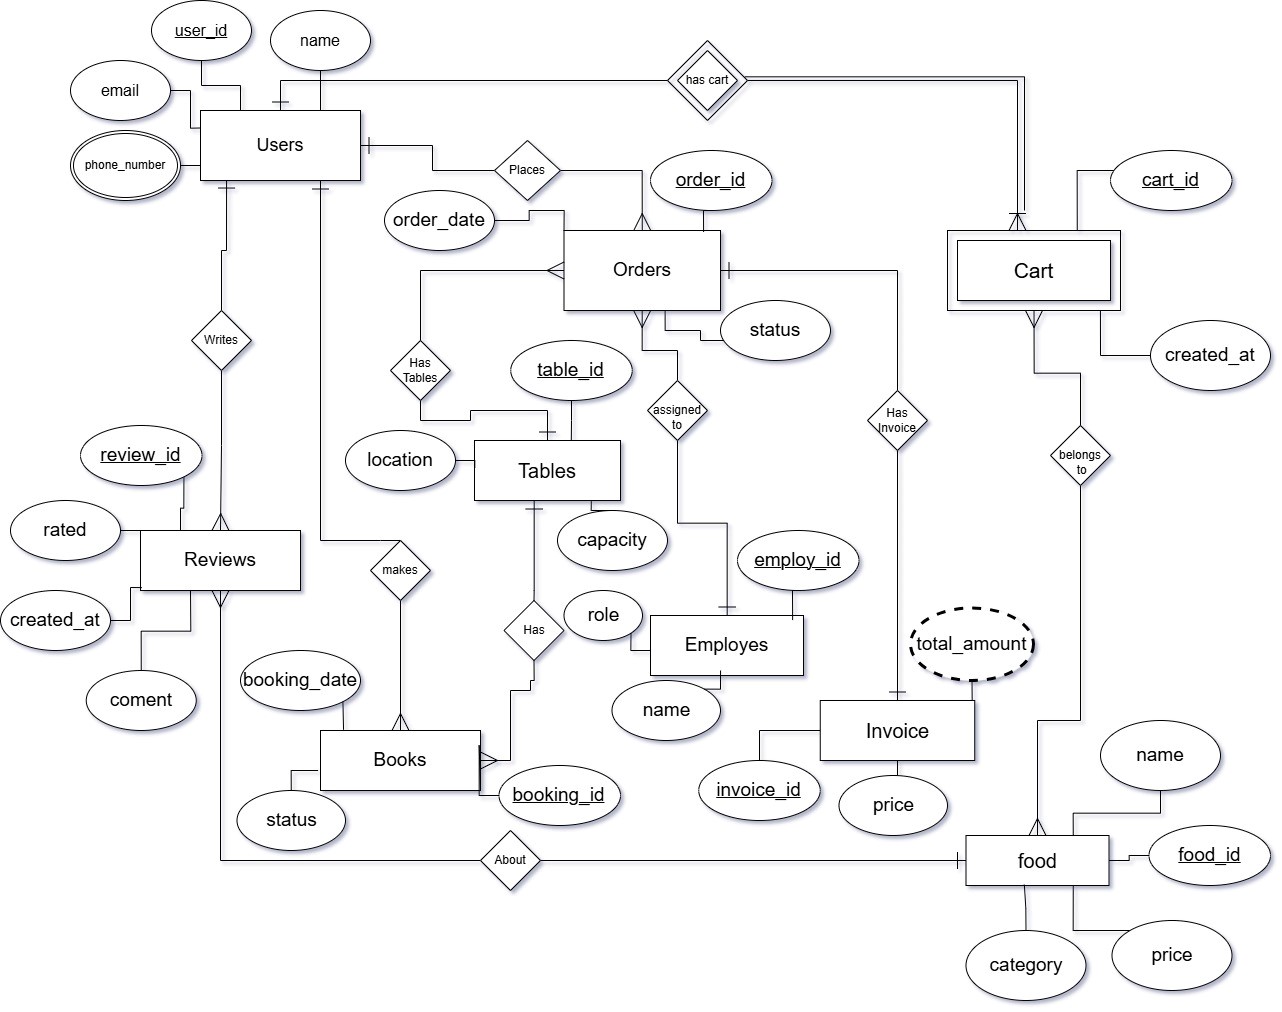 user_id
name
email
has cart
Users
phone_number
Places
order_id
cart_id
order_date
Orders
Cart
status
Writes
created_at
Has
Tables
table_id
assigned
to
Has
Invoice
review_id
location
Tables
belongs
to
rated
Reviews
capacity
makes
employ_id
created_at
role
Has
Employes
total_amount
booking_date
coment
name
Invoice
Books
name
invoice_id
price
status
booking_id
About
food
food_id
category
price